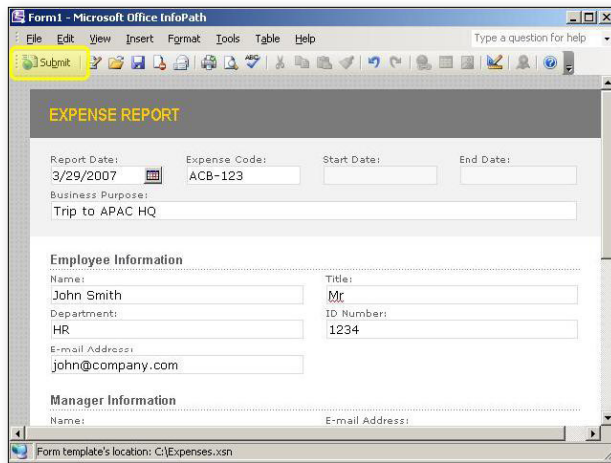 Form1 - Microsoft Office InfoPath
File Edit View Insert Format Tools Table Help Type a question for help
Submit
EXPENSE REPORT
Report Date: Expense Code: Start Date: End Date:
3/29/2007 ACB-123
Business Purpose:
Trip to APAC HQ
Employee Information
Name: Title:
John Smith Mr
Department: ID Number:
HR 1234
E-mail Address:
john@company.com
Manager Information
Name: E-mail Address:
Form template's location: C:\Expenses.xsn